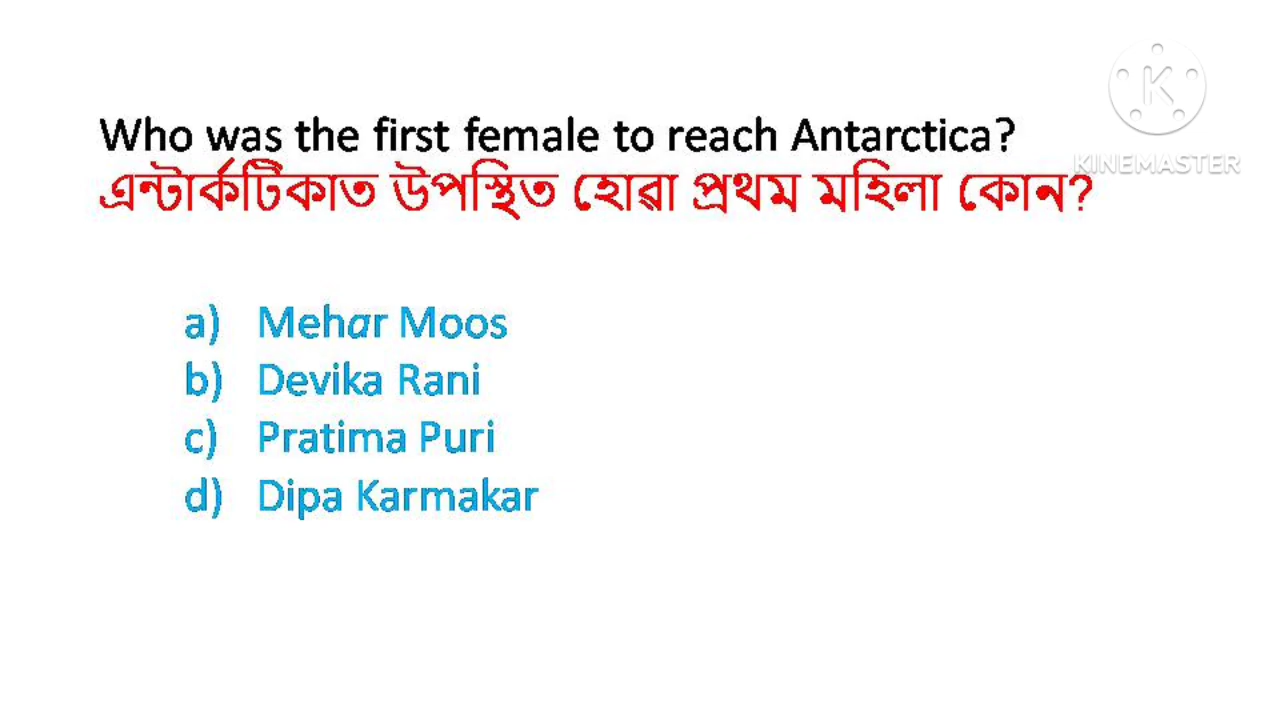 Who was the first female to reach Antarctica?
এন্টাৰ্কটিকাত উপস্থিত হোৱা প্ৰথম মহিলা কোন?
a) Mehar Moos
b) Devika Rani
c) Pratima Puri
d) Dipa Karmakar
K
KINEMASTER